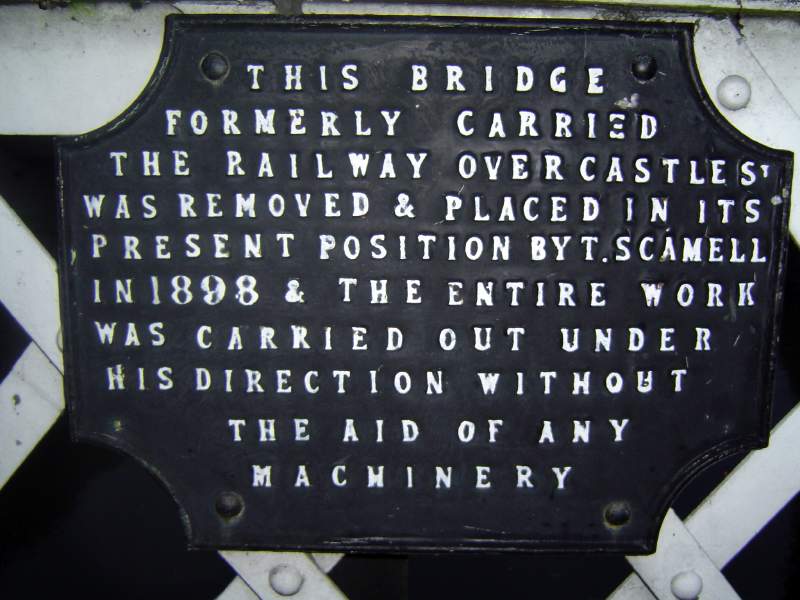 THIS BRIDGE
FORMERLY CARRIED
THE RAILWAY OVER CASTLE ST
WAS REMOVED & PLACED IN ITS
PRESENT POSITION BY T. SCAMELL
IN 1898 & THE ENTIRE WORK
WAS CARRIED OUT UNDER
HIS DIRECTION WITHOUT
THE AID OF ANY
MACHINERY